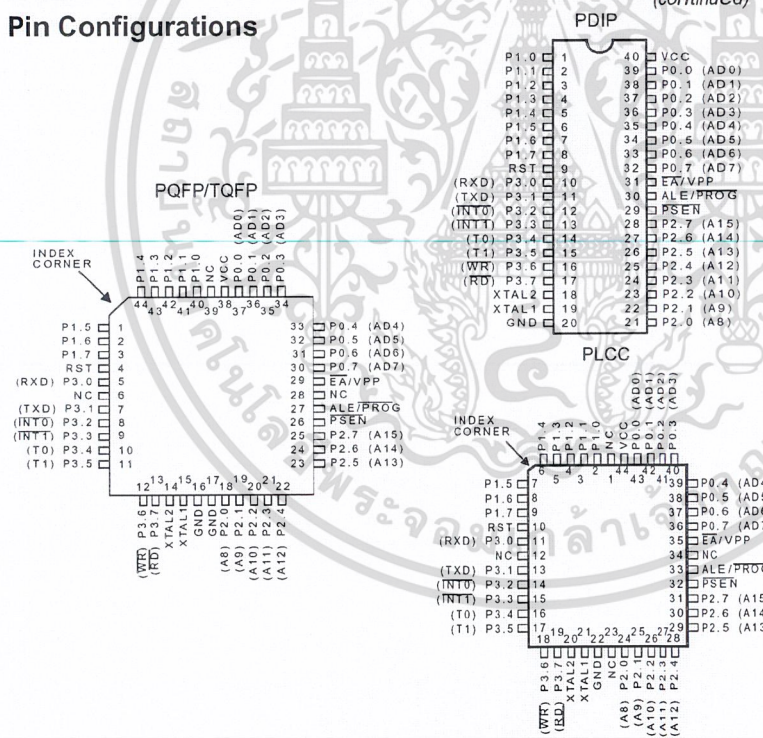 (continued)
Pin Configurations
PDIP
P1.0 1 40 VCC
P1.1 2 39 P0.0 (AD0)
P1.2 3 38 P0.1 (AD1)
P1.3 4 37 P0.2 (AD2)
P1.4 5 36 P0.3 (AD3)
P1.5 6 35 P0.4 (AD4)
P1.6 7 34 P0.5 (AD5)
P1.7 8 33 P0.6 (AD6)
RST 9 32 P0.7 (AD7)
(RXD) P3.0 10 31 EA/VPP
(TXD) P3.1 11 30 ALE/PROG
(INT0) P3.2 12 29 PSEN
(INT1) P3.3 13 28 P2.7 (A15)
(T0) P3.4 14 27 P2.6 (A14)
(T1) P3.5 15 26 P2.5 (A13)
(WR) P3.6 16 25 P2.4 (A12)
(RD) P3.7 17 24 P2.3 (A11)
XTAL2 18 23 P2.2 (A10)
XTAL1 19 22 P2.1 (A9)
GND 20 21 P2.0 (A8)
PQFP/TQFP
INDEX
CORNER
P1.4 P1.3 P1.2 P1.1 P1.0 NC VCC P0.0 (AD0) P0.1 (AD1) P0.2 (AD2) P0.3 (AD3)
44 43 42 41 40 39 38 37 36 35 34
P1.5 1 33 P0.4 (AD4)
P1.6 2 32 P0.5 (AD5)
P1.7 3 31 P0.6 (AD6)
RST 4 30 P0.7 (AD7)
(RXD) P3.0 5 29 EA/VPP
NC 6 28 NC
(TXD) P3.1 7 27 ALE/PROG
(INT0) P3.2 8 26 PSEN
(INT1) P3.3 9 25 P2.7 (A15)
(T0) P3.4 10 24 P2.6 (A14)
(T1) P3.5 11 23 P2.5 (A13)
12 13 14 15 16 17 18 19 20 21 22
(WR) P3.6 (RD) P3.7 XTAL2 XTAL1 GND GND (A8) P2.0 (A9) P2.1 (A10) P2.2 (A11) P2.3 (A12) P2.4
PLCC
INDEX
CORNER
P1.4 P1.3 P1.2 P1.1 P1.0 NC VCC P0.0 (AD0) P0.1 (AD1) P0.2 (AD2) P0.3 (AD3)
6 5 4 3 2 1 44 43 42 41 40
P1.5 7 39 P0.4 (AD4
P1.6 8 38 P0.5 (AD5
P1.7 9 37 P0.6 (AD6
RST 10 36 P0.7 (AD7
(RXD) P3.0 11 35 EA/VPP
NC 12 34 NC
(TXD) P3.1 13 33 ALE/PROG
(INT0) P3.2 14 32 PSEN
(INT1) P3.3 15 31 P2.7 (A15
(T0) P3.4 16 30 P2.6 (A14
(T1) P3.5 17 29 P2.5 (A13
18 19 20 21 22 23 24 25 26 27 28
(WR) P3.6 (RD) P3.7 XTAL2 XTAL1 GND NC (A8) P2.0 (A9) P2.1 (A10) P2.2 (A11) P2.3 (A12) P2.4